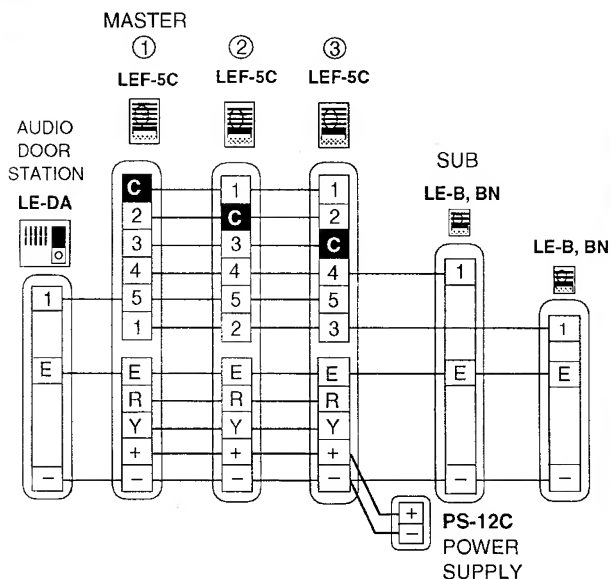 MASTER
① ② ③
LEF-5C LEF-5C LEF-5C
AUDIO
DOOR
STATION
LE-DA
SUB
LE-B, BN
LE-B, BN
C 1 1
2 C 2
3 3 C
4 4 4 1
1 5 5 5
1 2 3 1
E E E E E E
R R R
Y Y Y
+ + +
− − − − − −
+
−
PS-12C
POWER
SUPPLY